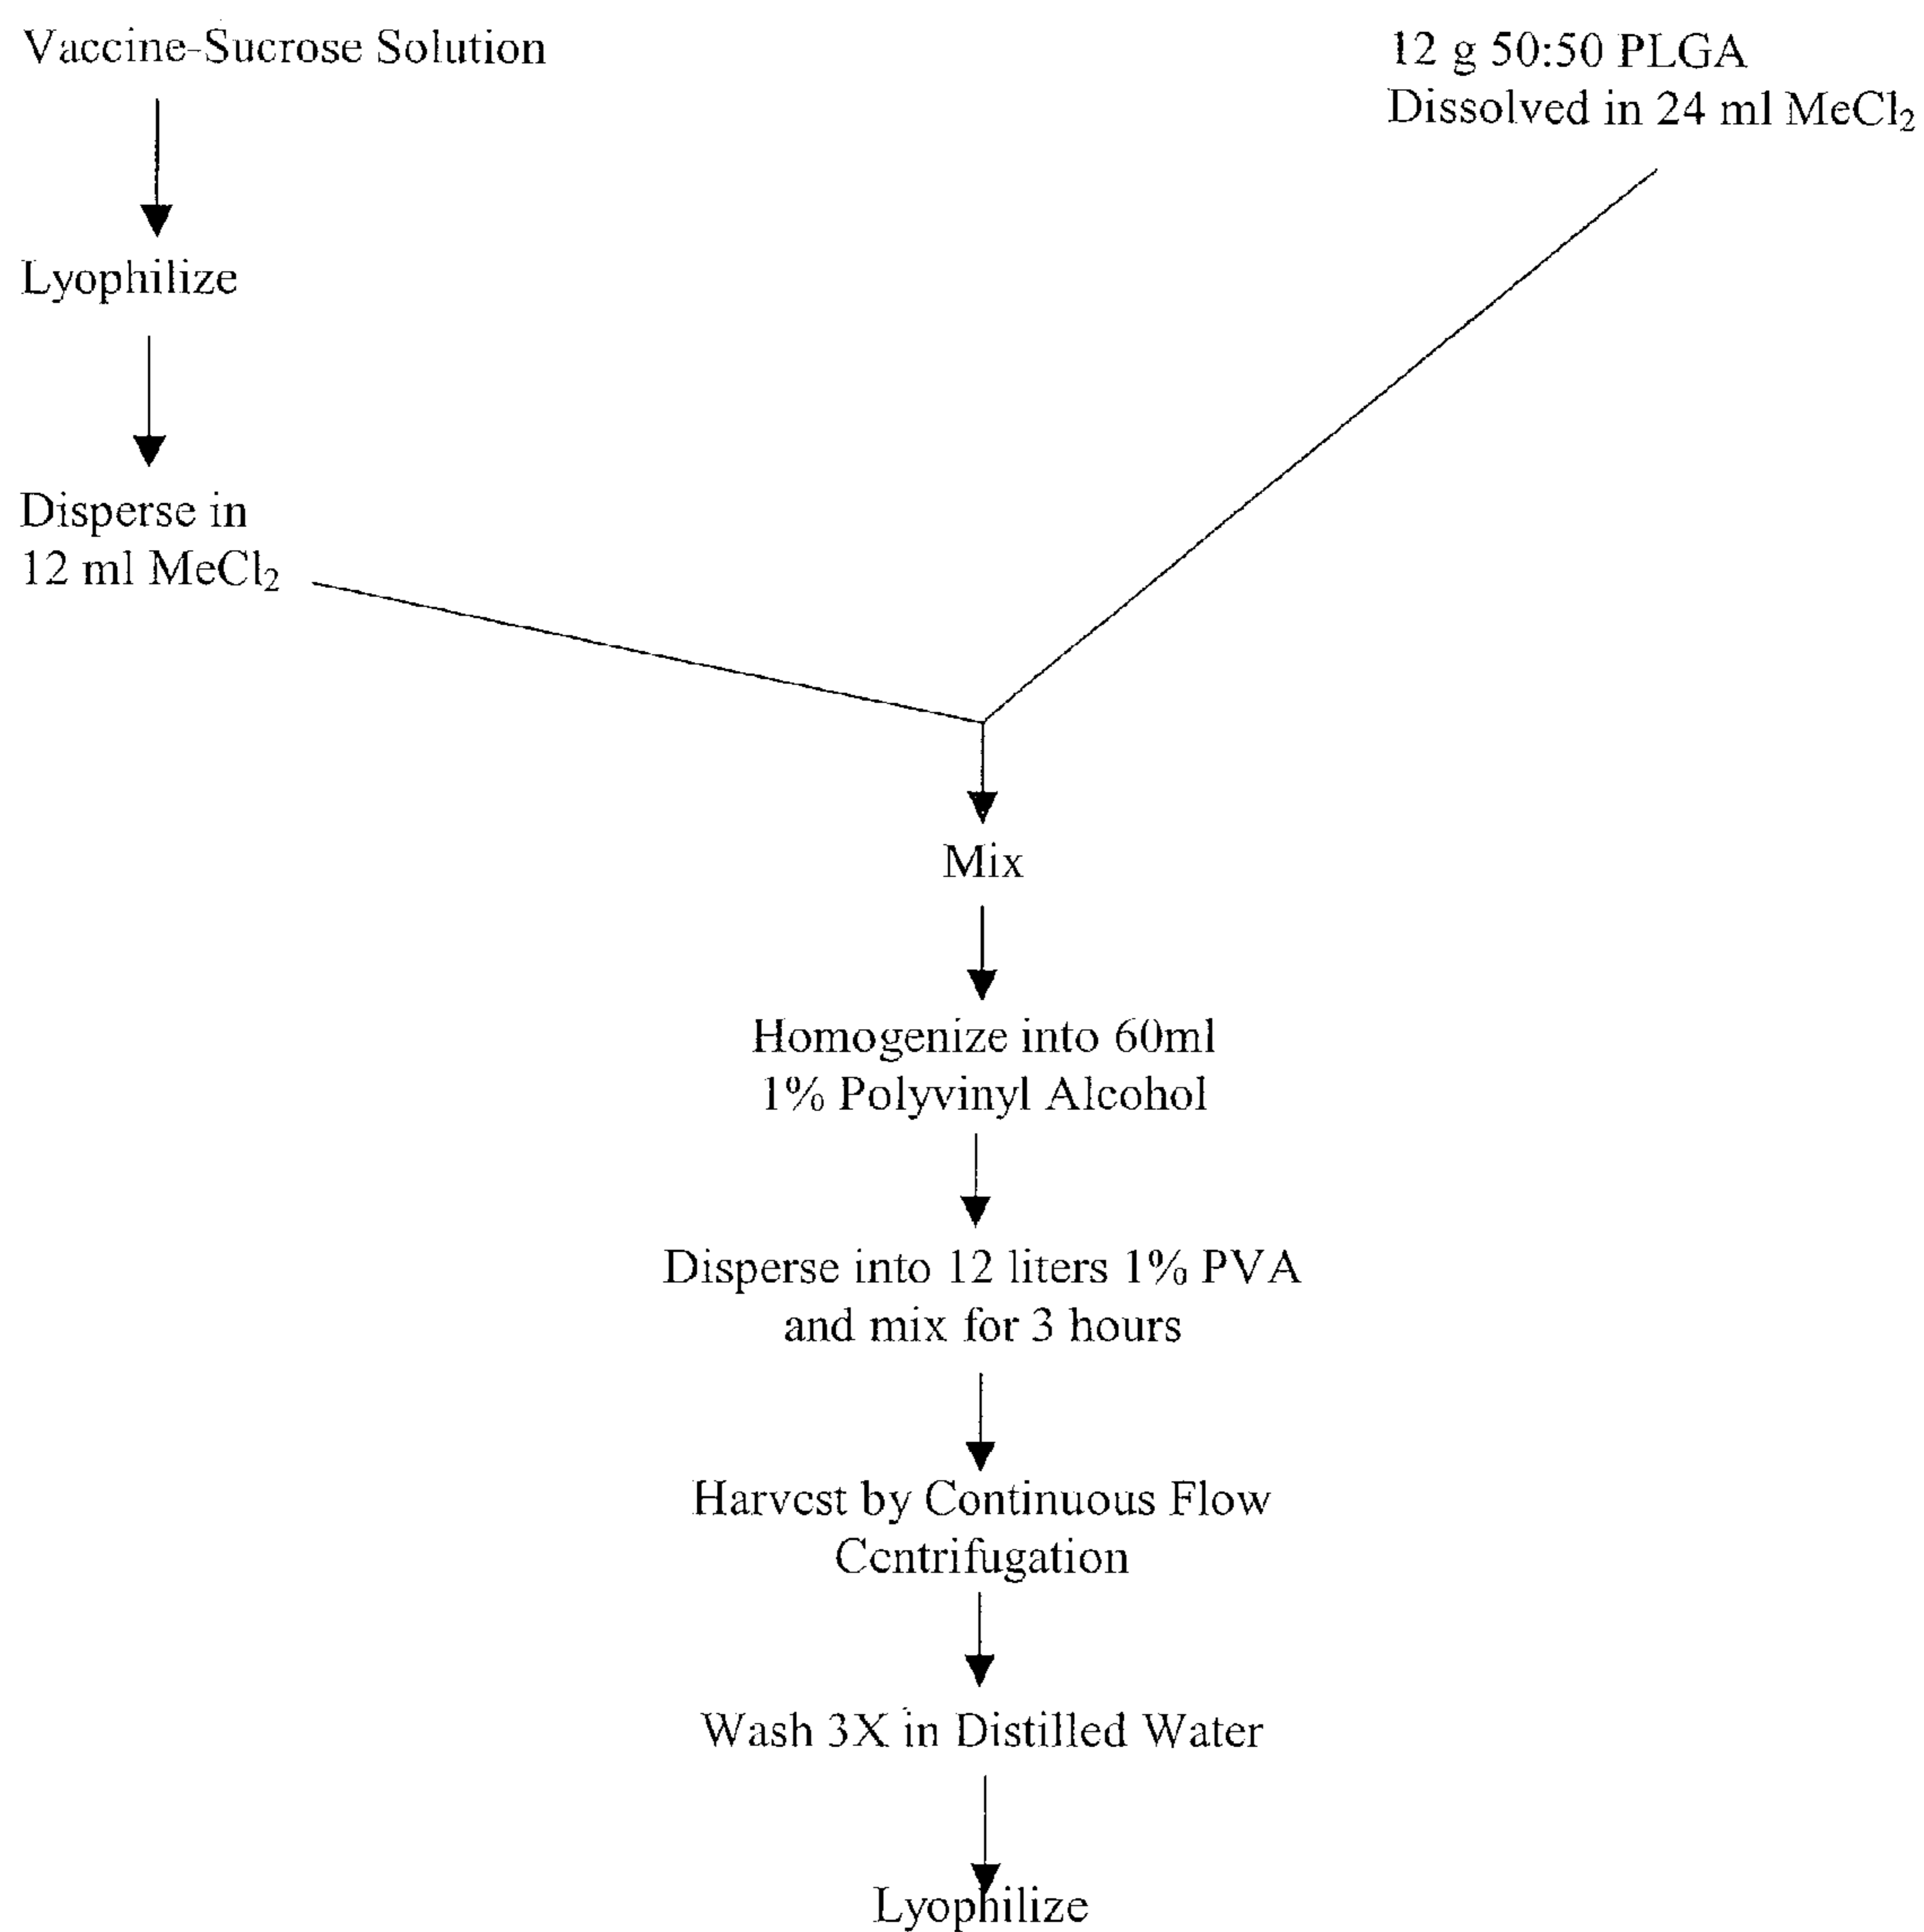 Vaccine-Sucrose Solution
12 g 50:50 PLGA
Dissolved in 24 ml MeCl₂
Lyophilize
Disperse in
12 ml MeCl₂
Mix
Homogenize into 60ml
1% Polyvinyl Alcohol
Disperse into 12 liters 1% PVA
and mix for 3 hours
Harvest by Continuous Flow
Centrifugation
Wash 3X in Distilled Water
Lyophilize